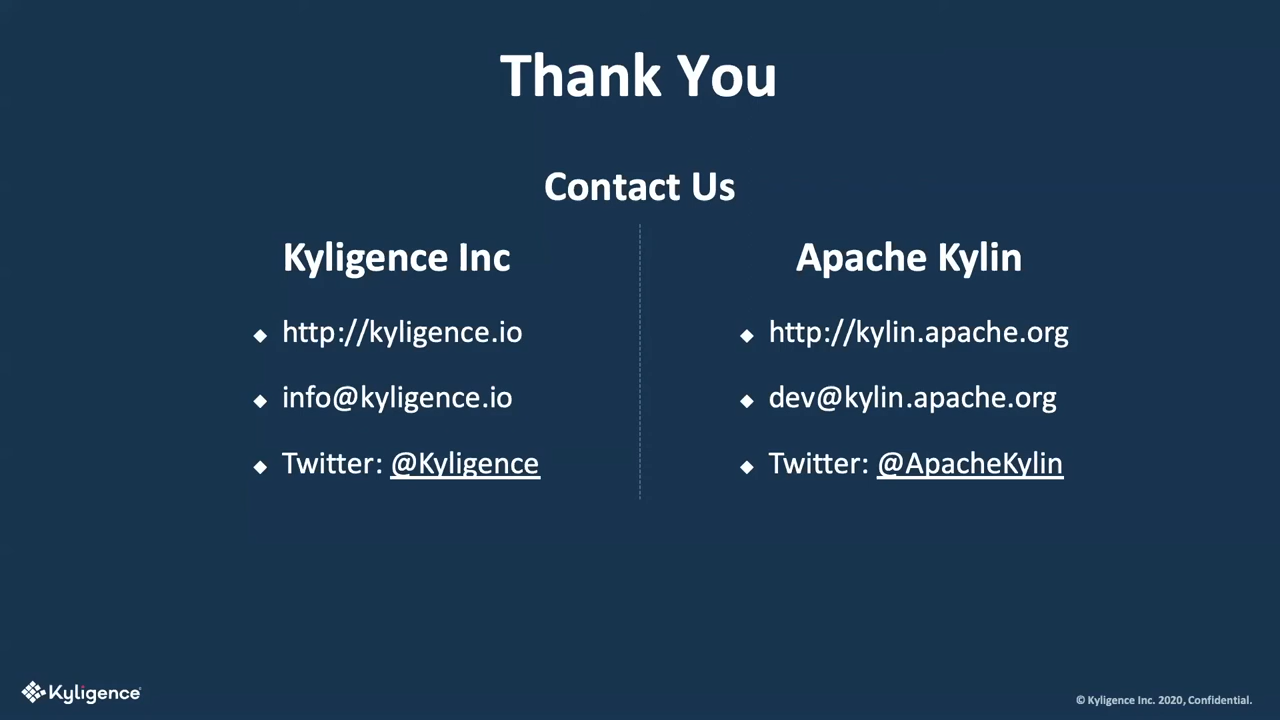 Thank You
Contact Us
Kyligence Inc
http://kyligence.io
info@kyligence.io
Twitter: @Kyligence
Apache Kylin
http://kylin.apache.org
dev@kylin.apache.org
Twitter: @ApacheKylin
Kyligence
© Kyligence Inc. 2020, Confidential.